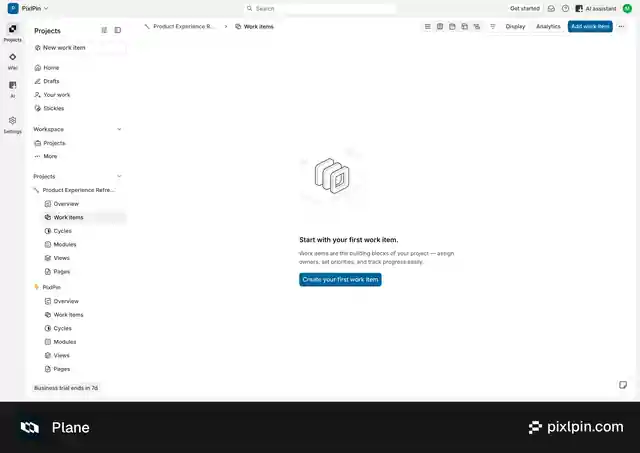 P
PixlPin
Search
Get started
AI assistant
M
Projects
Wiki
AI
Settings
Projects
New work item
Home
Drafts
Your work
Stickies
Workspace
Projects
More
Projects
Product Experience Refre...
Overview
Work items
Cycles
Modules
Views
Pages
PixlPin
Overview
Work items
Cycles
Modules
Views
Pages
Business trial ends in 7d
Product Experience R...
Work items
Display
Analytics
Add work item
Start with your first work item.
Work items are the building blocks of your project — assign
owners, set priorities, and track progress easily.
Create your first work item
Plane
pixlpin.com